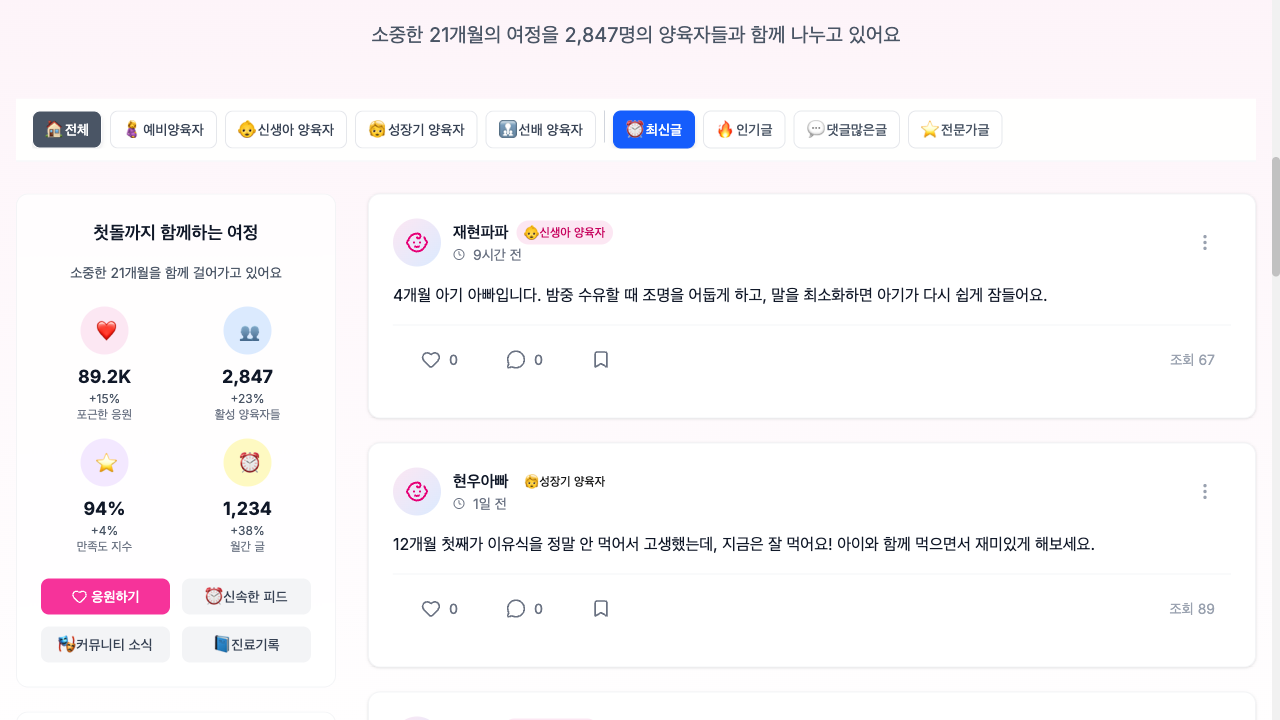 소중한 21개월의 여정을 2,847명의 양육자들과 함께 나누고 있어요
전체 예비양육자 신생아 양육자 성장기 양육자 선배 양육자 최신글 인기글 댓글많은글 전문가글
첫돌까지 함께하는 여정
소중한 21개월을 함께 걸어가고 있어요
89.2K
+15%
포근한 응원
2,847
+23%
활성 양육자들
94%
+4%
만족도 지수
1,234
+38%
월간 글
응원하기
신속한 피드
커뮤니티 소식
진료기록
재현파파 신생아 양육자
9시간 전
4개월 아기 아빠입니다. 밤중 수유할 때 조명을 어둡게 하고, 말을 최소화하면 아기가 다시 쉽게 잠들어요.
0 0 조회 67
현우아빠 성장기 양육자
1일 전
12개월 첫째가 이유식을 정말 안 먹어서 고생했는데, 지금은 잘 먹어요! 아이와 함께 먹으면서 재미있게 해보세요.
0 0 조회 89